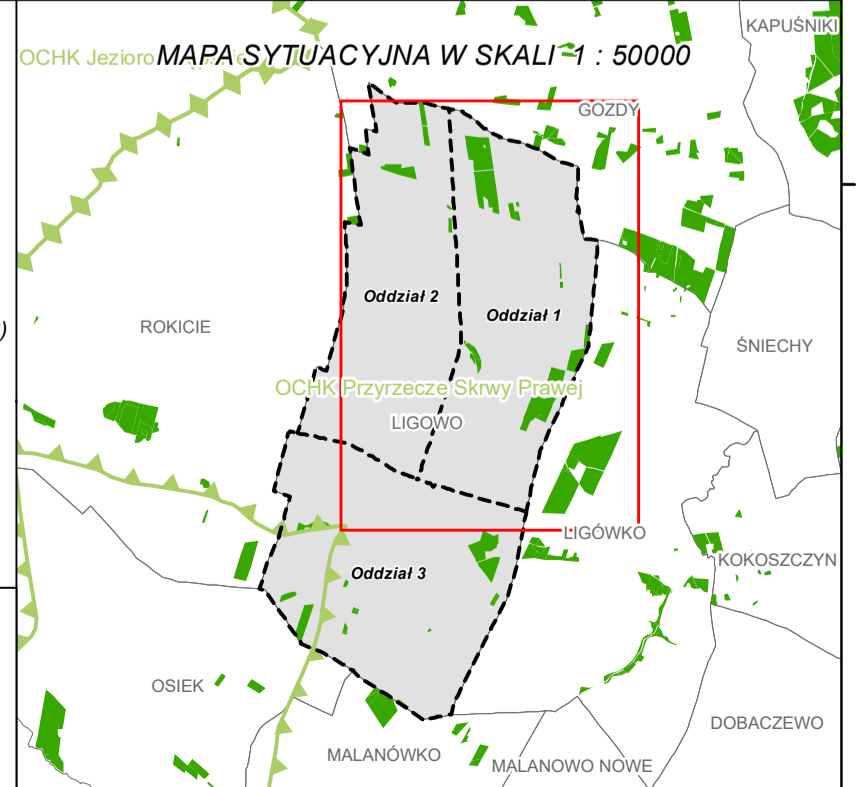 KAPUŚNIKI
OCHK Jezioro
MAPA SYTUACYJNA W SKALI 1 : 50000
GOZDY
Oddział 2
Oddział 1
ROKICIE
ŚNIECHY
OCHK Przyrzecze Skrwy Prawej
LIGOWO
LIGÓWKO
KOKOSZCZYN
Oddział 3
OSIEK
DOBACZEWO
MALANÓWKO
MALANOWO NOWE